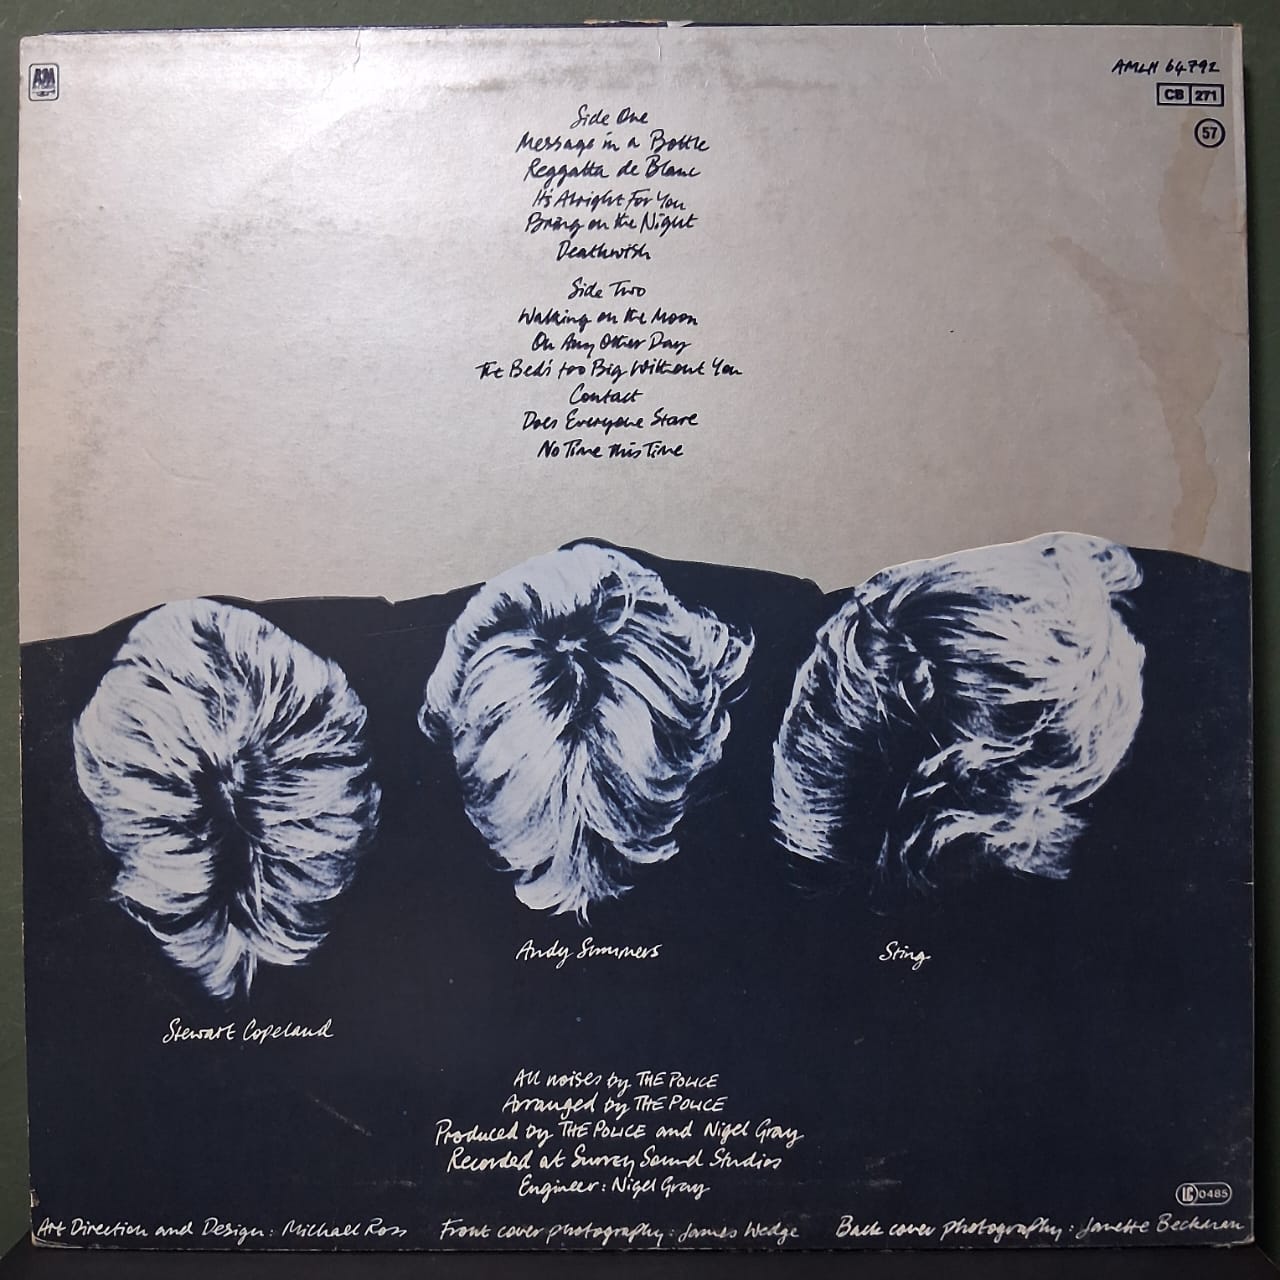 AM
AMLH 64792
CB 271
57
Side One
Message in a Bottle
Reggatta de Blanc
It's Alright For You
Bring on the Night
Deathwish
Side Two
Walking on the Moon
On Any Other Day
The Bed's too Big Without You
Contact
Does Everyone Stare
No Time this Time
Andy Summers
Sting
Stewart Copeland
All noises by THE POLICE
Arranged by THE POLICE
Produced by THE POLICE and Nigel Gray
Recorded at Surrey Sound Studios
Engineer: Nigel Gray
LC 0485
Art Direction and Design: Michael Ross Front cover photography: James Wedge Back cover photography: Janette Beckman